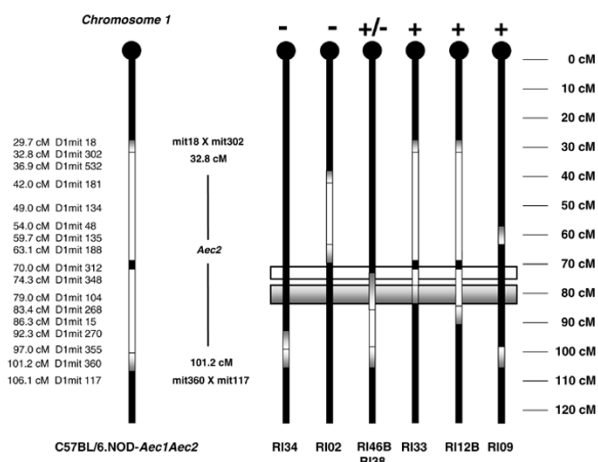 Chromosome 1
- - +/- + + +
0 cM
10 cM
20 cM
29.7 cM D1mit 18
mit18 X mit302
30 cM
32.8 cM D1mit 302
32.8 cM
36.9 cM D1mit 532
40 cM
42.0 cM D1mit 181
49.0 cM D1mit 134
50 cM
54.0 cM D1mit 48
59.7 cM D1mit 135
60 cM
63.1 cM D1mit 188
Aec2
70.0 cM D1mit 312
70 cM
74.3 cM D1mit 348
79.0 cM D1mit 104
80 cM
83.4 cM D1mit 268
86.3 cM D1mit 15
90 cM
92.3 cM D1mit 270
97.0 cM D1mit 355
100 cM
101.2 cM D1mit 360
101.2 cM
106.1 cM D1mit 117
mit360 X mit117
110 cM
120 cM
C57BL/6.NOD-Aec1Aec2
RI34 RI02 RI46B RI33 RI12B RI09
RI38